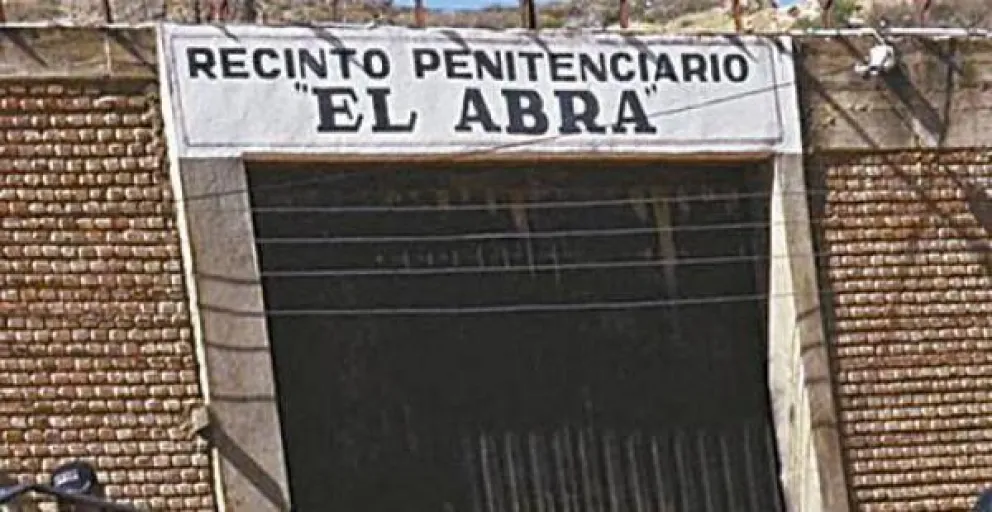 RECINTO PENITENCIARIO
"EL ABRA"